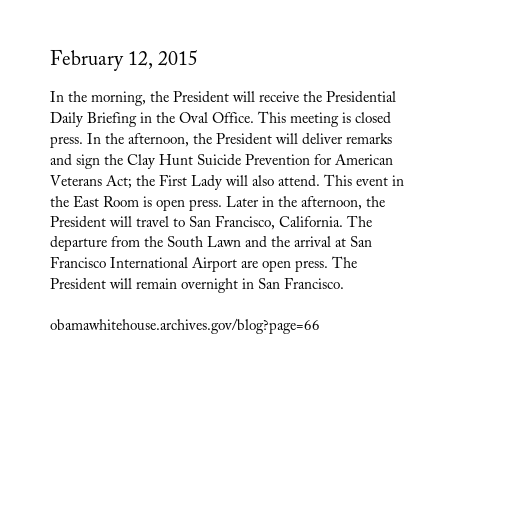 February 12, 2015
In the morning, the President will receive the Presidential
Daily Briefing in the Oval Office. This meeting is closed
press. In the afternoon, the President will deliver remarks
and sign the Clay Hunt Suicide Prevention for American
Veterans Act; the First Lady will also attend. This event in
the East Room is open press. Later in the afternoon, the
President will travel to San Francisco, California. The
departure from the South Lawn and the arrival at San
Francisco International Airport are open press. The
President will remain overnight in San Francisco.
obamawhitehouse.archives.gov/blog?page=66